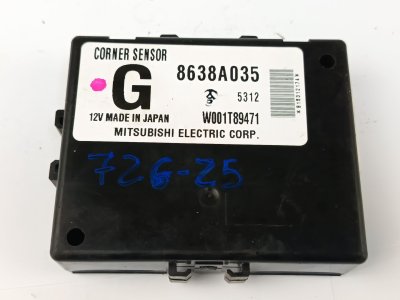 CORNER SENSOR
G 8638A035
5312
12V MADE IN JAPAN W001T89471
MITSUBISHI ELECTRIC CORP.
726-25